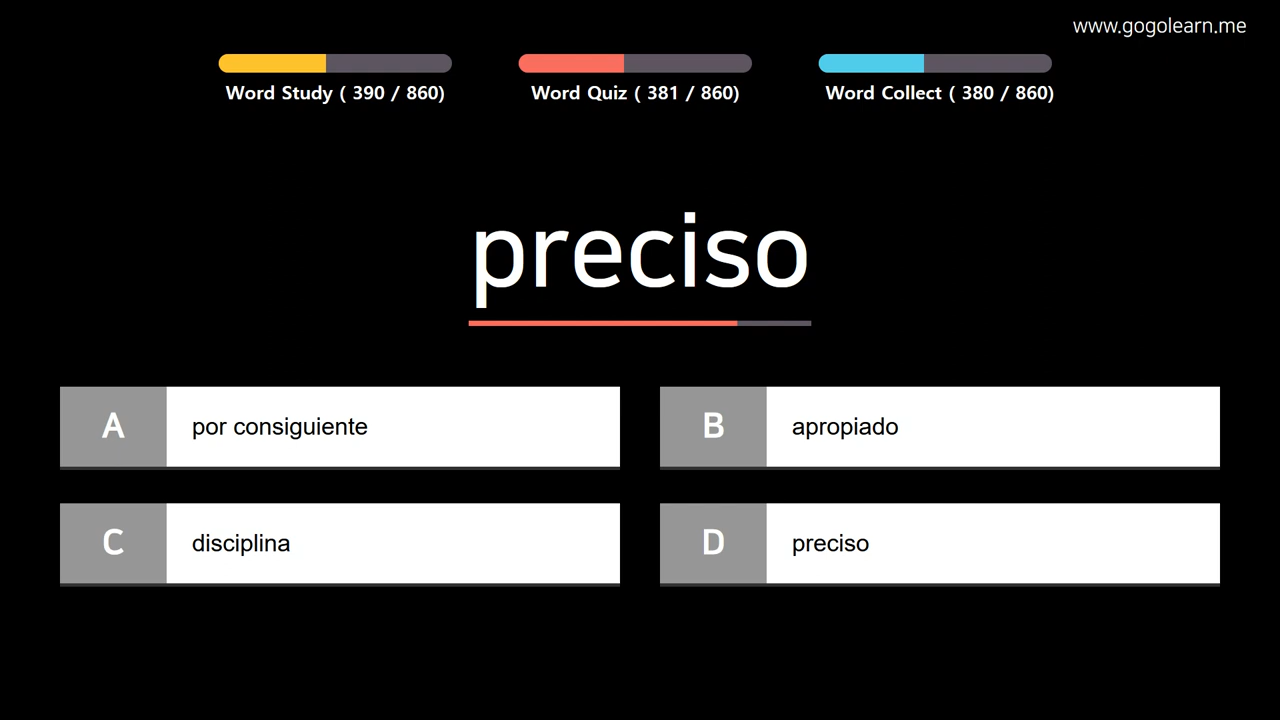 www.gogolearn.me
Word Study ( 390 / 860)
Word Quiz ( 381 / 860)
Word Collect ( 380 / 860)
preciso
A por consiguiente
B apropiado
C disciplina
D preciso